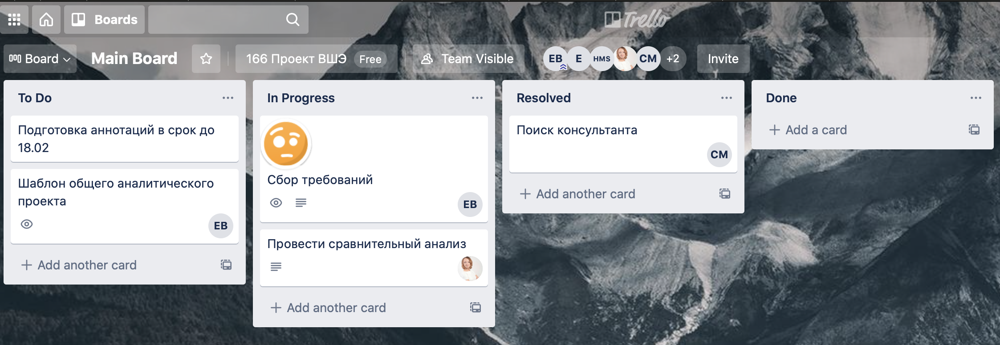 Boards
Trello
Board
Main Board
166 Проект ВШЭ
Free
Team Visible
EB
E
HMS
CM
+2
Invite
To Do
Подготовка аннотаций в срок до
18.02
Шаблон общего аналитического
проекта
EB
Add another card
In Progress
Сбор требований
EB
Провести сравнительный анализ
Add another card
Resolved
Поиск консультанта
CM
Add another card
Done
Add a card